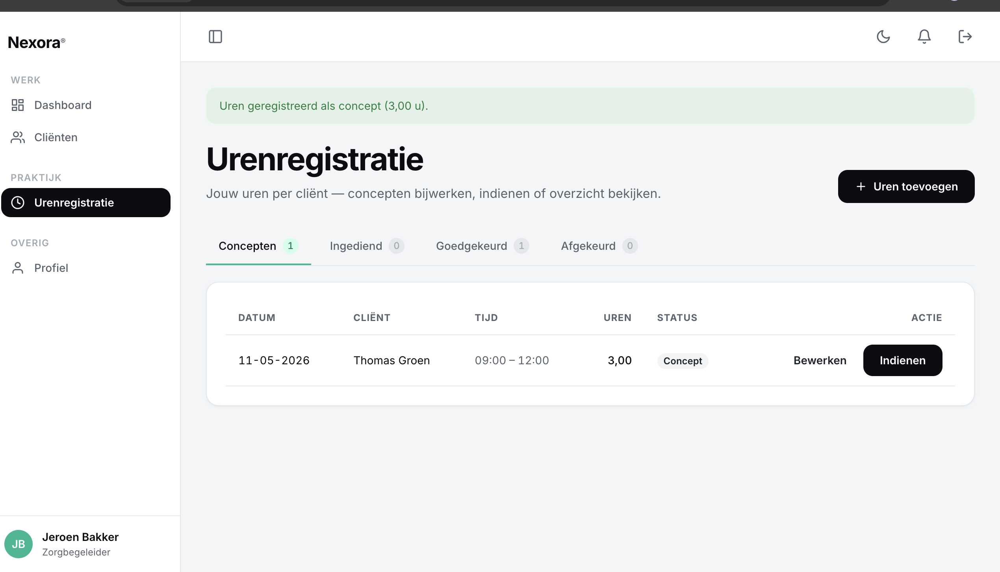 Nexora®
WERK
Dashboard
Cliënten
PRAKTIJK
Urenregistratie
OVERIG
Profiel
JB
Jeroen Bakker
Zorgbegeleider
Uren geregistreerd als concept (3,00 u).
Urenregistratie
Jouw uren per cliënt — concepten bijwerken, indienen of overzicht bekijken.
+ Uren toevoegen
Concepten 1 Ingediend 0 Goedgekeurd 1 Afgekeurd 0
DATUM CLIËNT TIJD UREN STATUS ACTIE
11-05-2026 Thomas Groen 09:00 – 12:00 3,00 Concept Bewerken Indienen